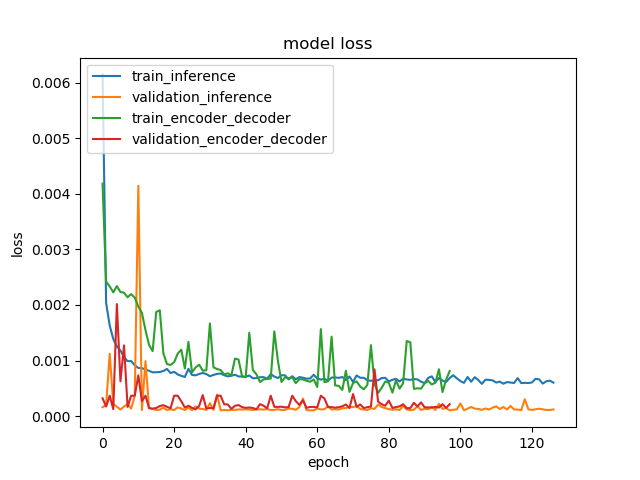 model loss
train_inference
validation_inference
train_encoder_decoder
validation_encoder_decoder
0.006
0.005
0.004
0.003
0.002
0.001
0.000
loss
0 20 40 60 80 100 120
epoch